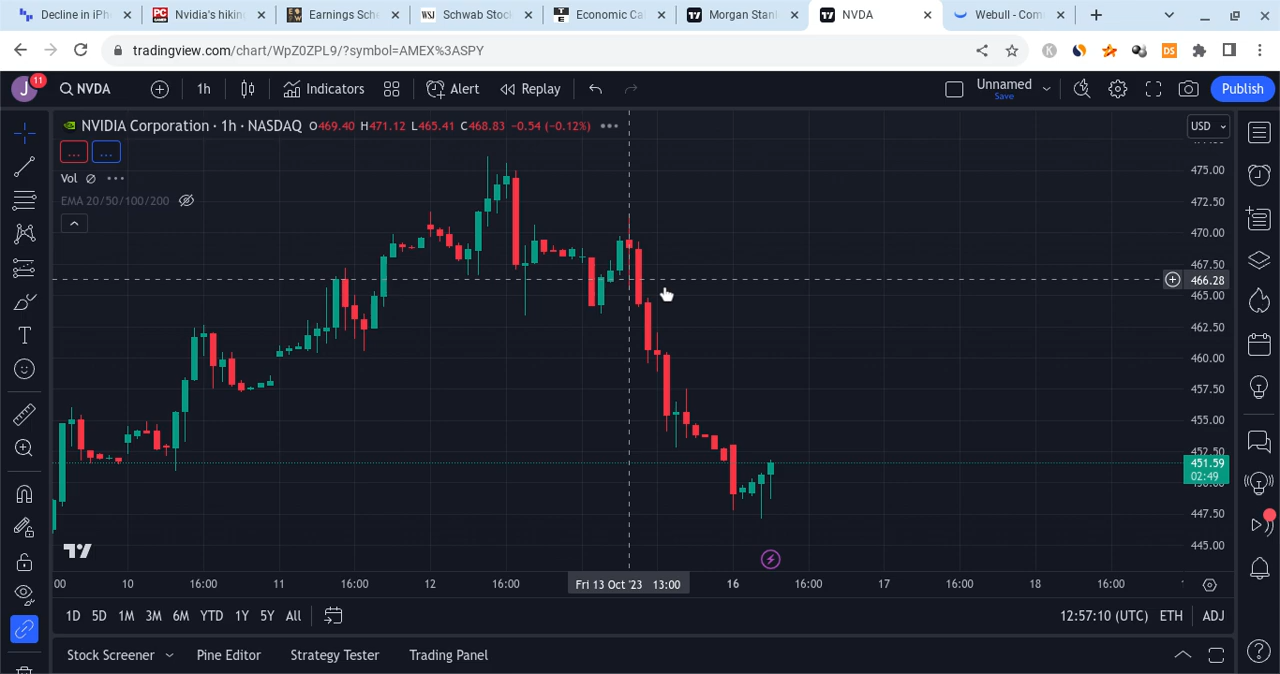 Decline in iPh
Nvidia's hikin
Earnings Sch
Schwab Stoc
Economic Ca
Morgan Stan
NVDA
Webull - Com
tradingview.com/chart/WpZ0ZPL9/?symbol=AMEX%3ASPY
J
11
NVDA
1h
Indicators
Alert
Replay
Unnamed
Save
Publish
NVIDIA Corporation · 1h · NASDAQ O469.40 H471.12 L465.41 C468.83 -0.54 (-0.12%)
USD
Vol
EMA 20/50/100/200
475.00
472.50
470.00
467.50
466.28
465.00
462.50
460.00
457.50
455.00
452.50
451.59
02:49
447.50
445.00
00 10 16:00 11 16:00 12 16:00 Fri 13 Oct '23 13:00 16 16:00 17 16:00 18 16:00
1D 5D 1M 3M 6M YTD 1Y 5Y All
12:57:10 (UTC) ETH ADJ
Stock Screener Pine Editor Strategy Tester Trading Panel